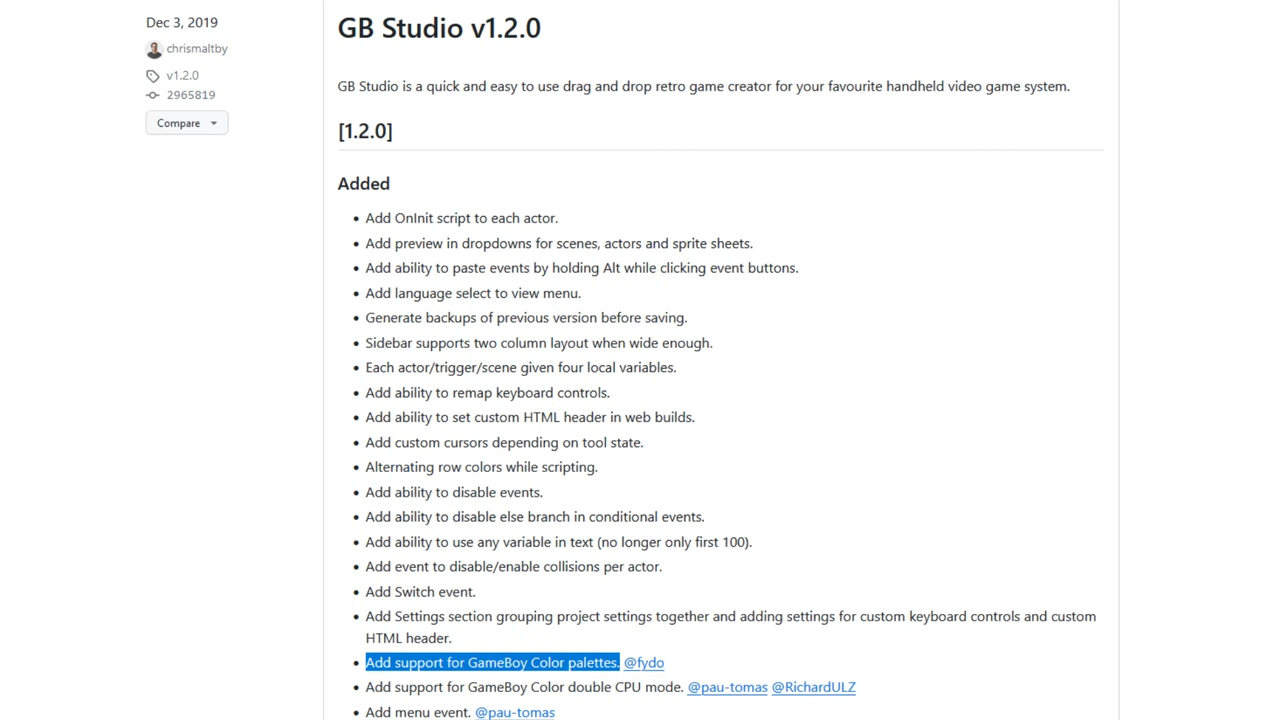 Dec 3, 2019
chrismaltby
v1.2.0
2965819
Compare
GB Studio v1.2.0
GB Studio is a quick and easy to use drag and drop retro game creator for your favourite handheld video game system.
[1.2.0]
Added
Add OnInit script to each actor.
Add preview in dropdowns for scenes, actors and sprite sheets.
Add ability to paste events by holding Alt while clicking event buttons.
Add language select to view menu.
Generate backups of previous version before saving.
Sidebar supports two column layout when wide enough.
Each actor/trigger/scene given four local variables.
Add ability to remap keyboard controls.
Add ability to set custom HTML header in web builds.
Add custom cursors depending on tool state.
Alternating row colors while scripting.
Add ability to disable events.
Add ability to disable else branch in conditional events.
Add ability to use any variable in text (no longer only first 100).
Add event to disable/enable collisions per actor.
Add Switch event.
Add Settings section grouping project settings together and adding settings for custom keyboard controls and custom
HTML header.
Add support for GameBoy Color palettes. @fydo
Add support for GameBoy Color double CPU mode. @pau-tomas @RichardULZ
Add menu event. @pau-tomas